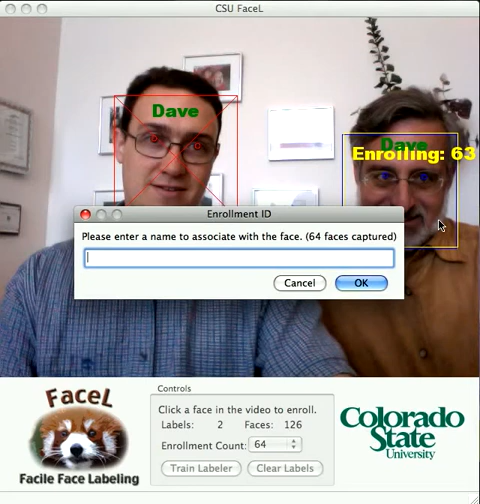 CSU FaceL
Dave
Dave
Enrolling: 63
Enrollment ID
Please enter a name to associate with the face. (64 faces captured)
Cancel
OK
FaceL
Facile Face Labeling
Controls
Click a face in the video to enroll.
Labels: 2 Faces: 126
Enrollment Count: 64
Train Labeler
Clear Labels
Colorado
State
University